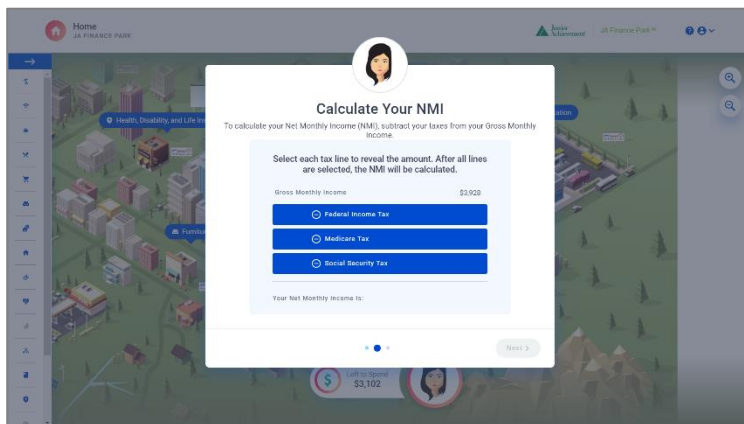 Home
JA FINANCE PARK
Junior
Achievement
JA Finance Park
Health, Disability, and Life In
ation
Furnitu
Calculate Your NMI
To calculate your Net Monthly Income (NMI), subtract your taxes from your Gross Monthly
Income.
Select each tax line to reveal the amount. After all lines
are selected, the NMI will be calculated.
Gross Monthly Income $3,928
Federal Income Tax
Medicare Tax
Social Security Tax
Your Net Monthly Income is:
Next >
Left to Spend
$3,102